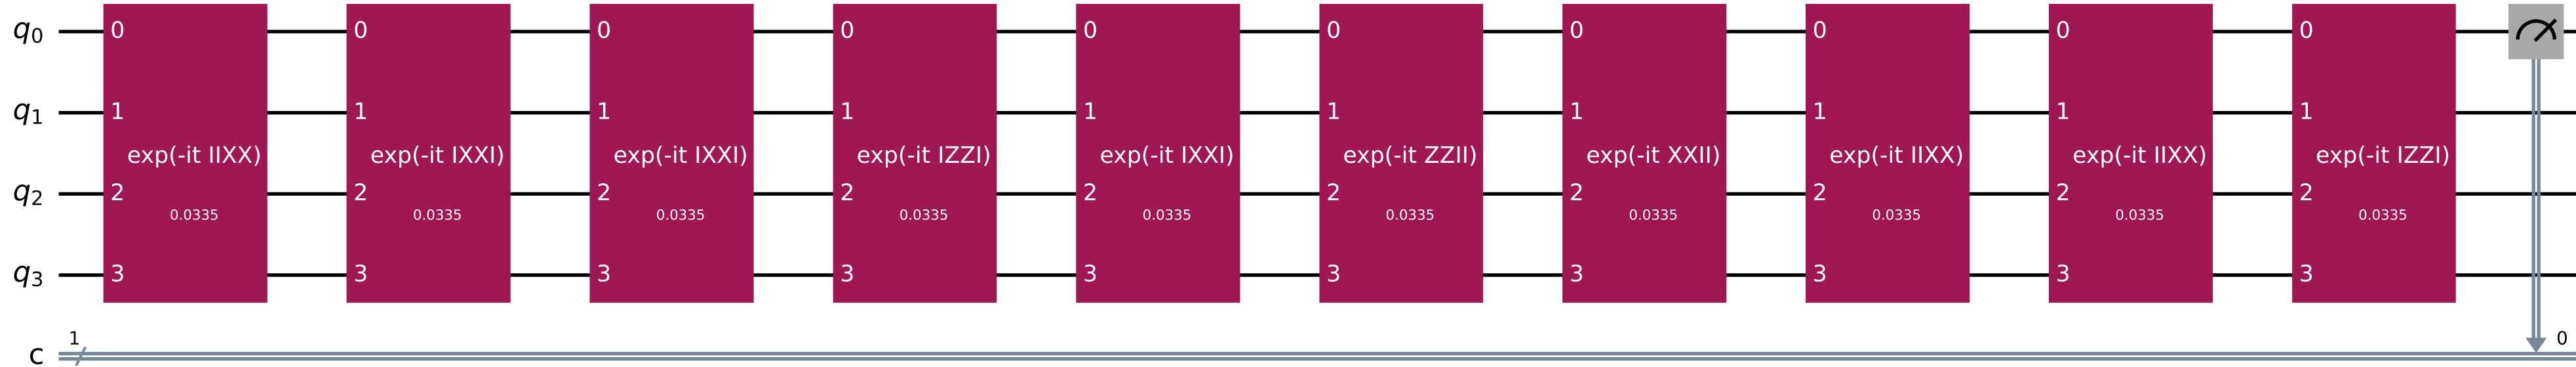 q0 0 0 0 0 0 0 0 0 0 0
q1 1 1 1 1 1 1 1 1 1 1
exp(-it IIXX) exp(-it IXXI) exp(-it IXXI) exp(-it IZZI) exp(-it IXXI) exp(-it ZZII) exp(-it XXII) exp(-it IIXX) exp(-it IIXX) exp(-it IZZI)
q2 2 2 2 2 2 2 2 2 2 2
0.0335 0.0335 0.0335 0.0335 0.0335 0.0335 0.0335 0.0335 0.0335 0.0335
q3 3 3 3 3 3 3 3 3 3 3
1 0
c